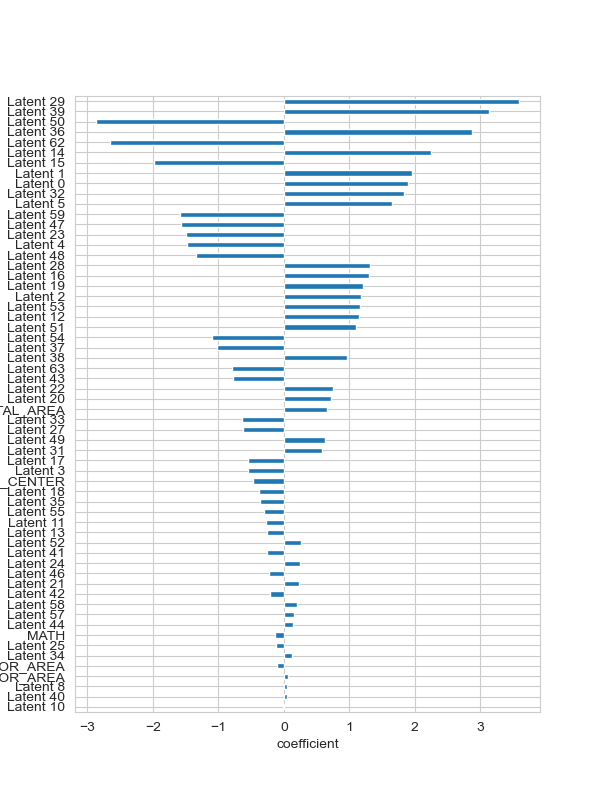 Latent 29
Latent 39
Latent 50
Latent 36
Latent 62
Latent 14
Latent 15
Latent 1
Latent 0
Latent 32
Latent 5
Latent 59
Latent 47
Latent 23
Latent 4
Latent 48
Latent 28
Latent 16
Latent 19
Latent 2
Latent 53
Latent 12
Latent 51
Latent 54
Latent 37
Latent 38
Latent 63
Latent 43
Latent 22
Latent 20
TAL_AREA
Latent 33
Latent 27
Latent 49
Latent 31
Latent 17
Latent 3
_CENTER
Latent 18
Latent 35
Latent 55
Latent 11
Latent 13
Latent 52
Latent 41
Latent 24
Latent 46
Latent 21
Latent 42
Latent 58
Latent 57
Latent 44
MATH
Latent 25
Latent 34
OR_AREA
OR_AREA
Latent 8
Latent 40
Latent 10
−3 −2 −1 0 1 2 3
coefficient